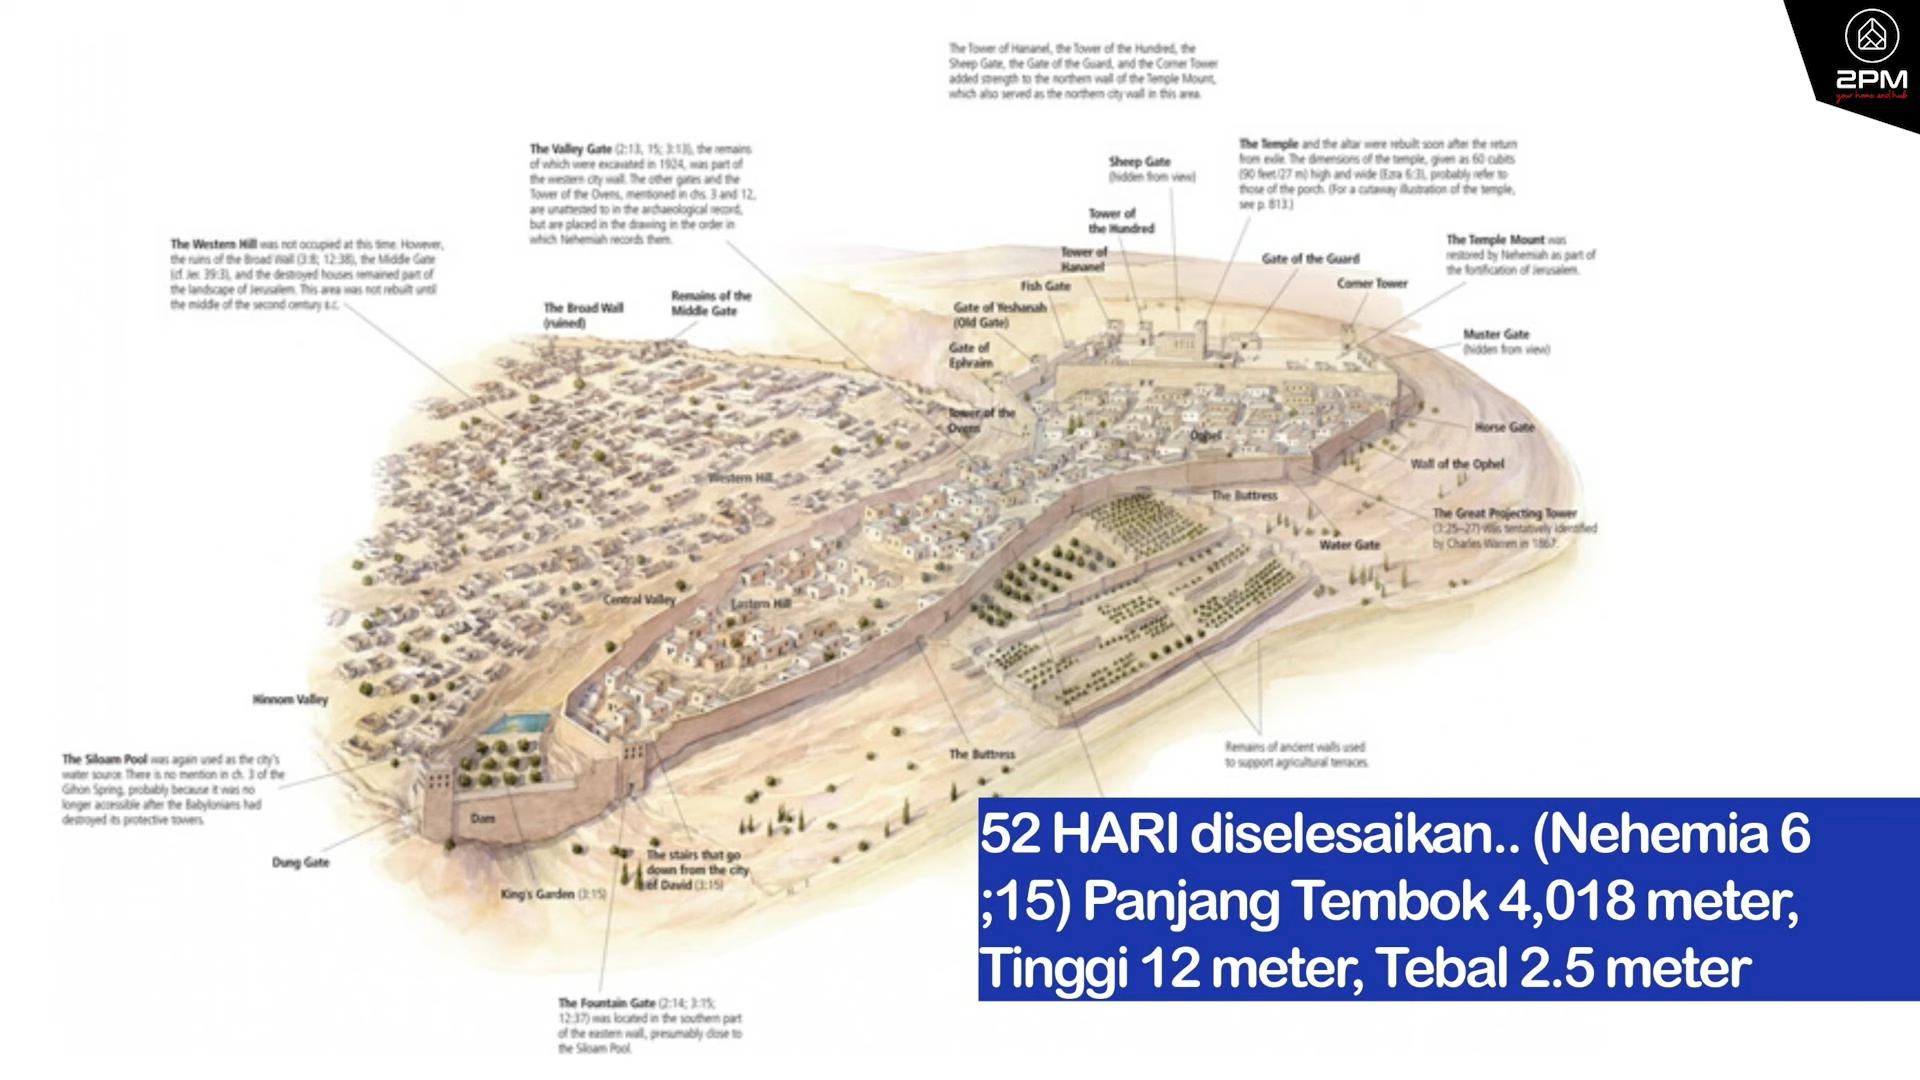 2PM
your home and hub
The Tower of Hananel, the Tower of the Hundred, the
Sheep Gate, the Gate of the Guard, and the Corner Tower
added strength to the northern wall of the Temple Mount,
which also served as the northern city wall in this area.
The Valley Gate (2:13, 15; 3:13), the remains
of which were excavated in 1924, was part of
the western city wall. The other gates and the
Tower of the Ovens, mentioned in chs. 3 and 12,
are unattested to in the archaeological record,
but are placed in the drawing in the order in
which Nehemiah records them.
Sheep Gate
(hidden from view)
The Temple and the altar were rebuilt soon after the return
from exile. The dimensions of the temple, given as 60 cubits
(90 feet/27 m) high and wide (Ezra 6:3), probably refer to
those of the porch. (For a cutaway illustration of the temple,
see p. 813.)
Tower of
the Hundred
The Western Hill was not occupied at this time. However,
the ruins of the Broad Wall (3:8; 12:38), the Middle Gate
(cf. Jer. 39:3), and the destroyed houses remained part of
the landscape of Jerusalem. This area was not rebuilt until
the middle of the second century B.C.
Tower of
Hananel
Gate of the Guard
The Temple Mount was
restored by Nehemiah as part of
the fortification of Jerusalem.
Fish Gate
Corner Tower
The Broad Wall
(ruined)
Remains of the
Middle Gate
Gate of Yeshanah
(Old Gate)
Muster Gate
(hidden from view)
Gate of
Ephraim
Tower of the
Ovens
Ophel
Horse Gate
Wall of the Ophel
Western Hill
The Buttress
The Great Projecting Tower
(3:25–27) was tentatively identified
by Charles Warren in 1867.
Water Gate
Central Valley
Eastern Hill
Hinnom Valley
The Siloam Pool was again used as the city's
water source. There is no mention in ch. 3 of the
Gihon Spring, probably because it was no
longer accessible after the Babylonians had
destroyed its protective towers.
The Buttress
Remains of ancient walls used
to support agricultural terraces.
Dam
Dung Gate
The stairs that go
down from the city
of David (3:15)
King's Garden (3:15)
52 HARI diselesaikan.. (Nehemia 6
;15) Panjang Tembok 4,018 meter,
Tinggi 12 meter, Tebal 2.5 meter
The Fountain Gate (2:14; 3:15;
12:37) was located in the southern part
of the eastern wall, presumably close to
the Siloam Pool.